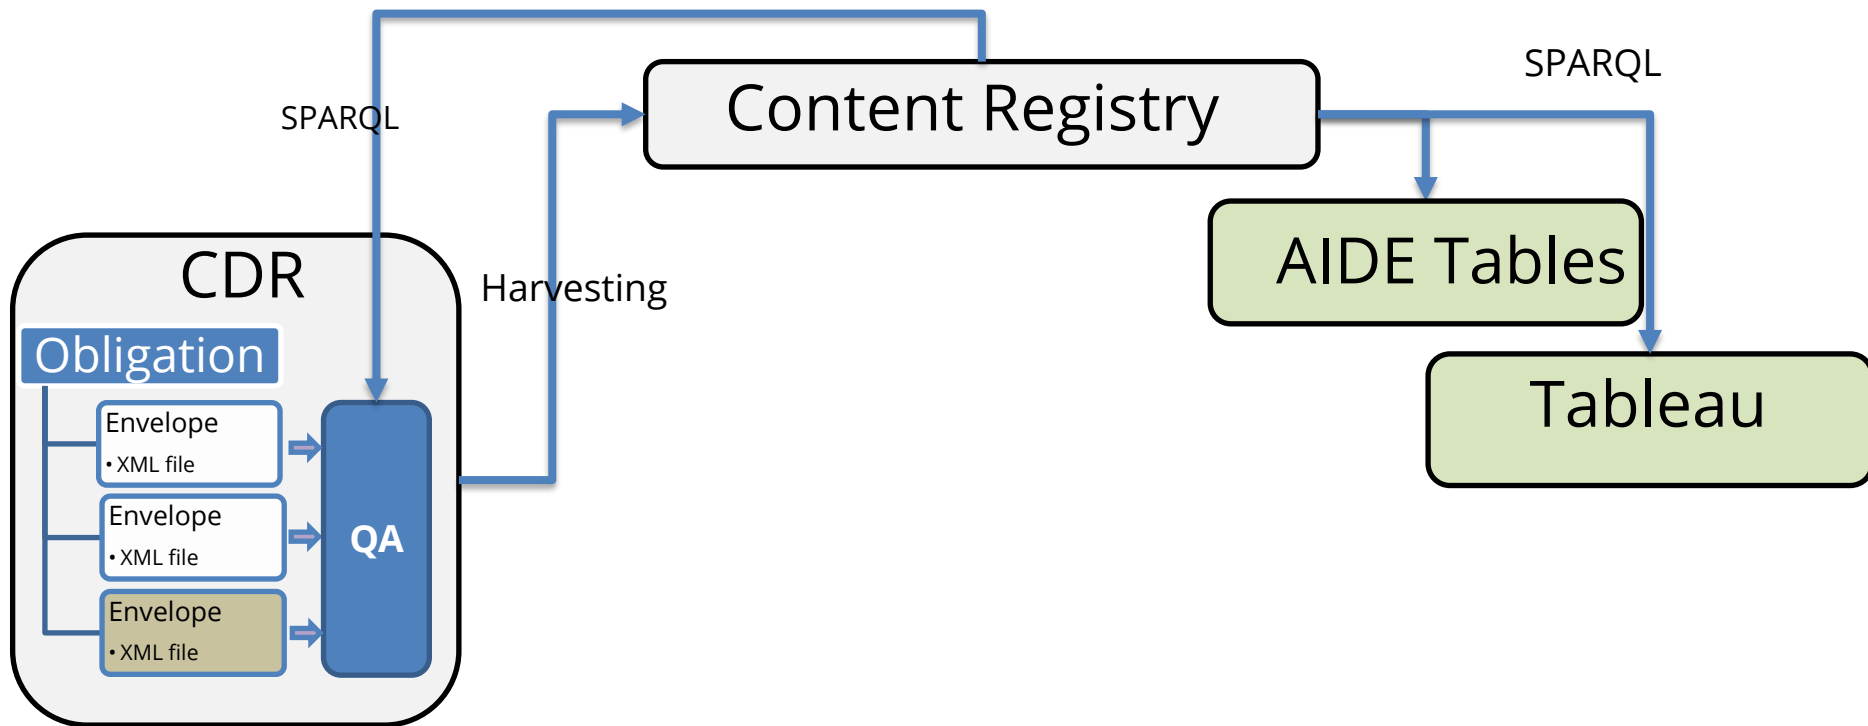 SPARQL
Content Registry
SPARQL
AIDE Tables
Tableau
Harvesting
CDR
Obligation
Envelope
• XML file
Envelope
• XML file
Envelope
• XML file
QA